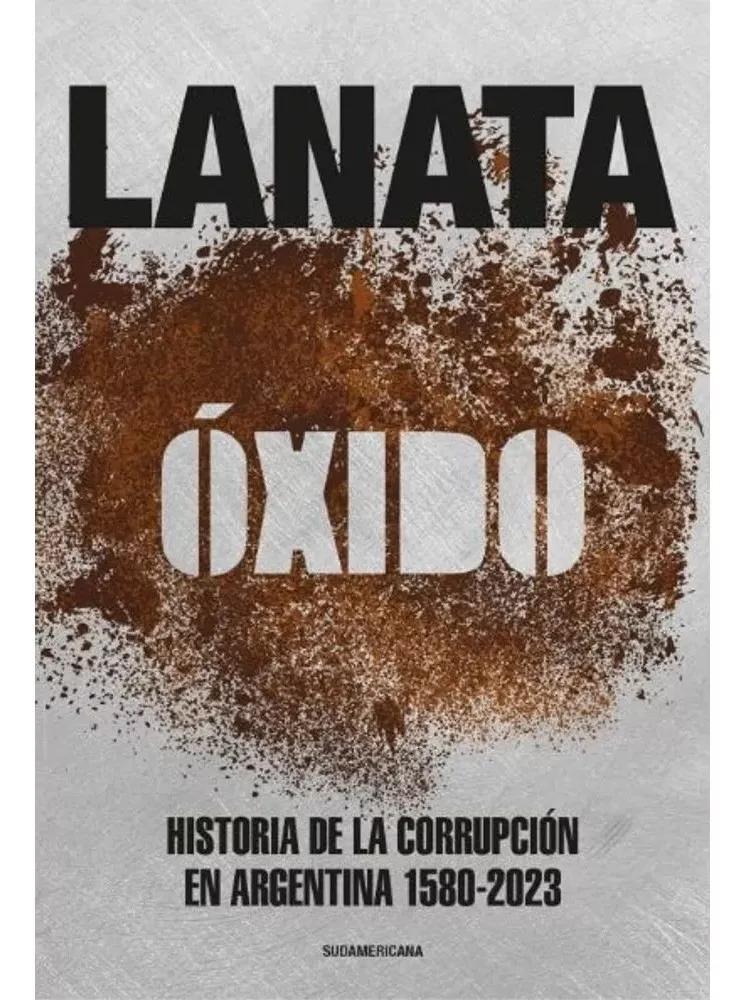 LANATA
ÓXIDO
HISTORIA DE LA CORRUPCIÓN
EN ARGENTINA 1580-2023
SUDAMERICANA